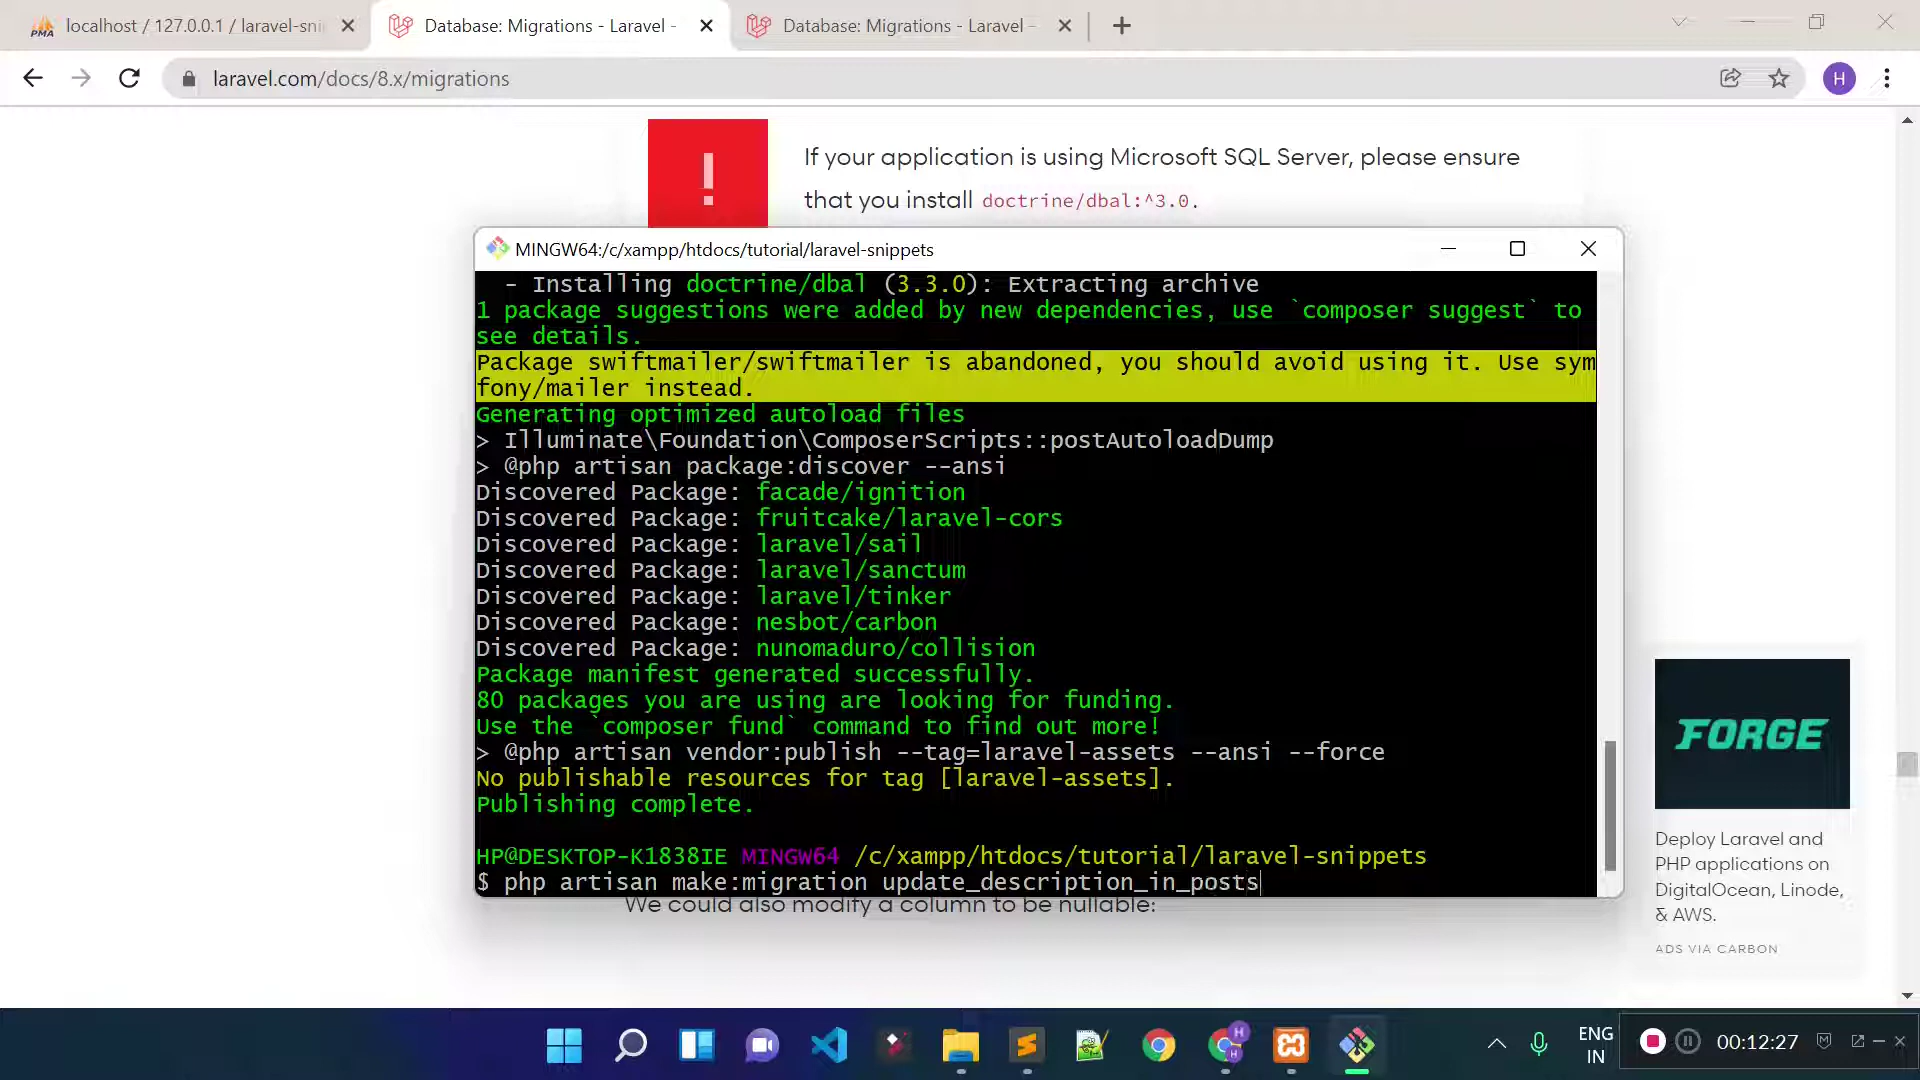 localhost / 127.0.0.1 / laravel-sni
Database: Migrations - Laravel -
Database: Migrations - Laravel -
laravel.com/docs/8.x/migrations
H
!
If your application is using Microsoft SQL Server, please ensure
that you install doctrine/dbal:^3.0.
MINGW64:/c/xampp/htdocs/tutorial/laravel-snippets
- Installing doctrine/dbal (3.3.0): Extracting archive
1 package suggestions were added by new dependencies, use `composer suggest` to
see details.
Package swiftmailer/swiftmailer is abandoned, you should avoid using it. Use sym
fony/mailer instead.
Generating optimized autoload files
> Illuminate\Foundation\ComposerScripts::postAutoloadDump
> @php artisan package:discover --ansi
Discovered Package: facade/ignition
Discovered Package: fruitcake/laravel-cors
Discovered Package: laravel/sail
Discovered Package: laravel/sanctum
Discovered Package: laravel/tinker
Discovered Package: nesbot/carbon
Discovered Package: nunomaduro/collision
Package manifest generated successfully.
80 packages you are using are looking for funding.
Use the `composer fund` command to find out more!
> @php artisan vendor:publish --tag=laravel-assets --ansi --force
No publishable resources for tag [laravel-assets].
Publishing complete.
HP@DESKTOP-K1838IE MINGW64 /c/xampp/htdocs/tutorial/laravel-snippets
$ php artisan make:migration update_description_in_posts
We could also modify a column to be nullable:
FORGE
Deploy Laravel and
PHP applications on
DigitalOcean, Linode,
& AWS.
ADS VIA CARBON
ENG
IN
00:12:27